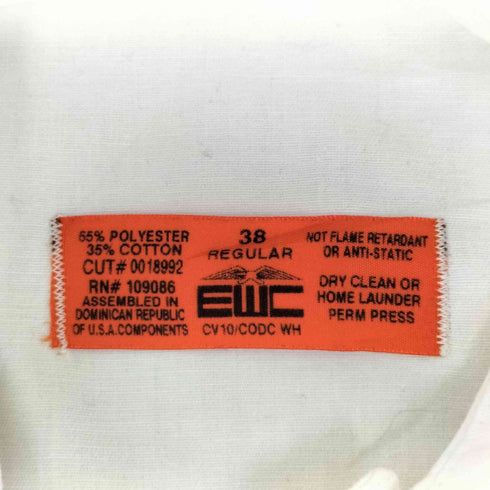 65% POLYESTER
35% COTTON
CUT# 0018992
RN# 109086
ASSEMBLED IN
DOMINICAN REPUBLIC
OF U.S.A. COMPONENTS
38
REGULAR
EWC
CV10/CODC WH
NOT FLAME RETARDANT
OR ANTI-STATIC
DRY CLEAN OR
HOME LAUNDER
PERM PRESS